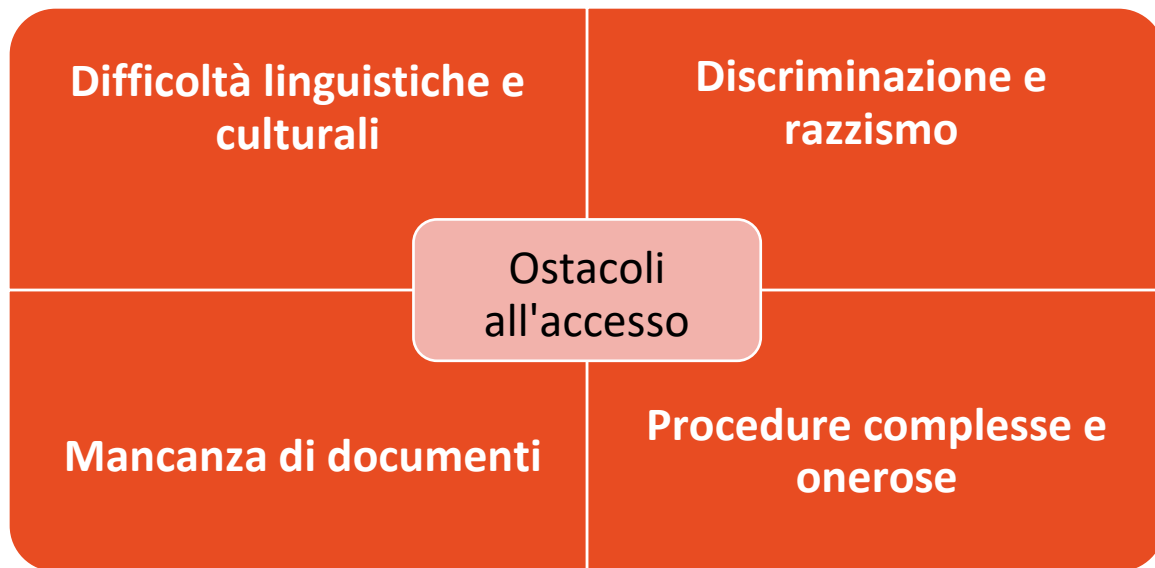 Difficoltà linguistiche e
culturali
Discriminazione e
razzismo
Ostacoli
all'accesso
Mancanza di documenti
Procedure complesse e
onerose